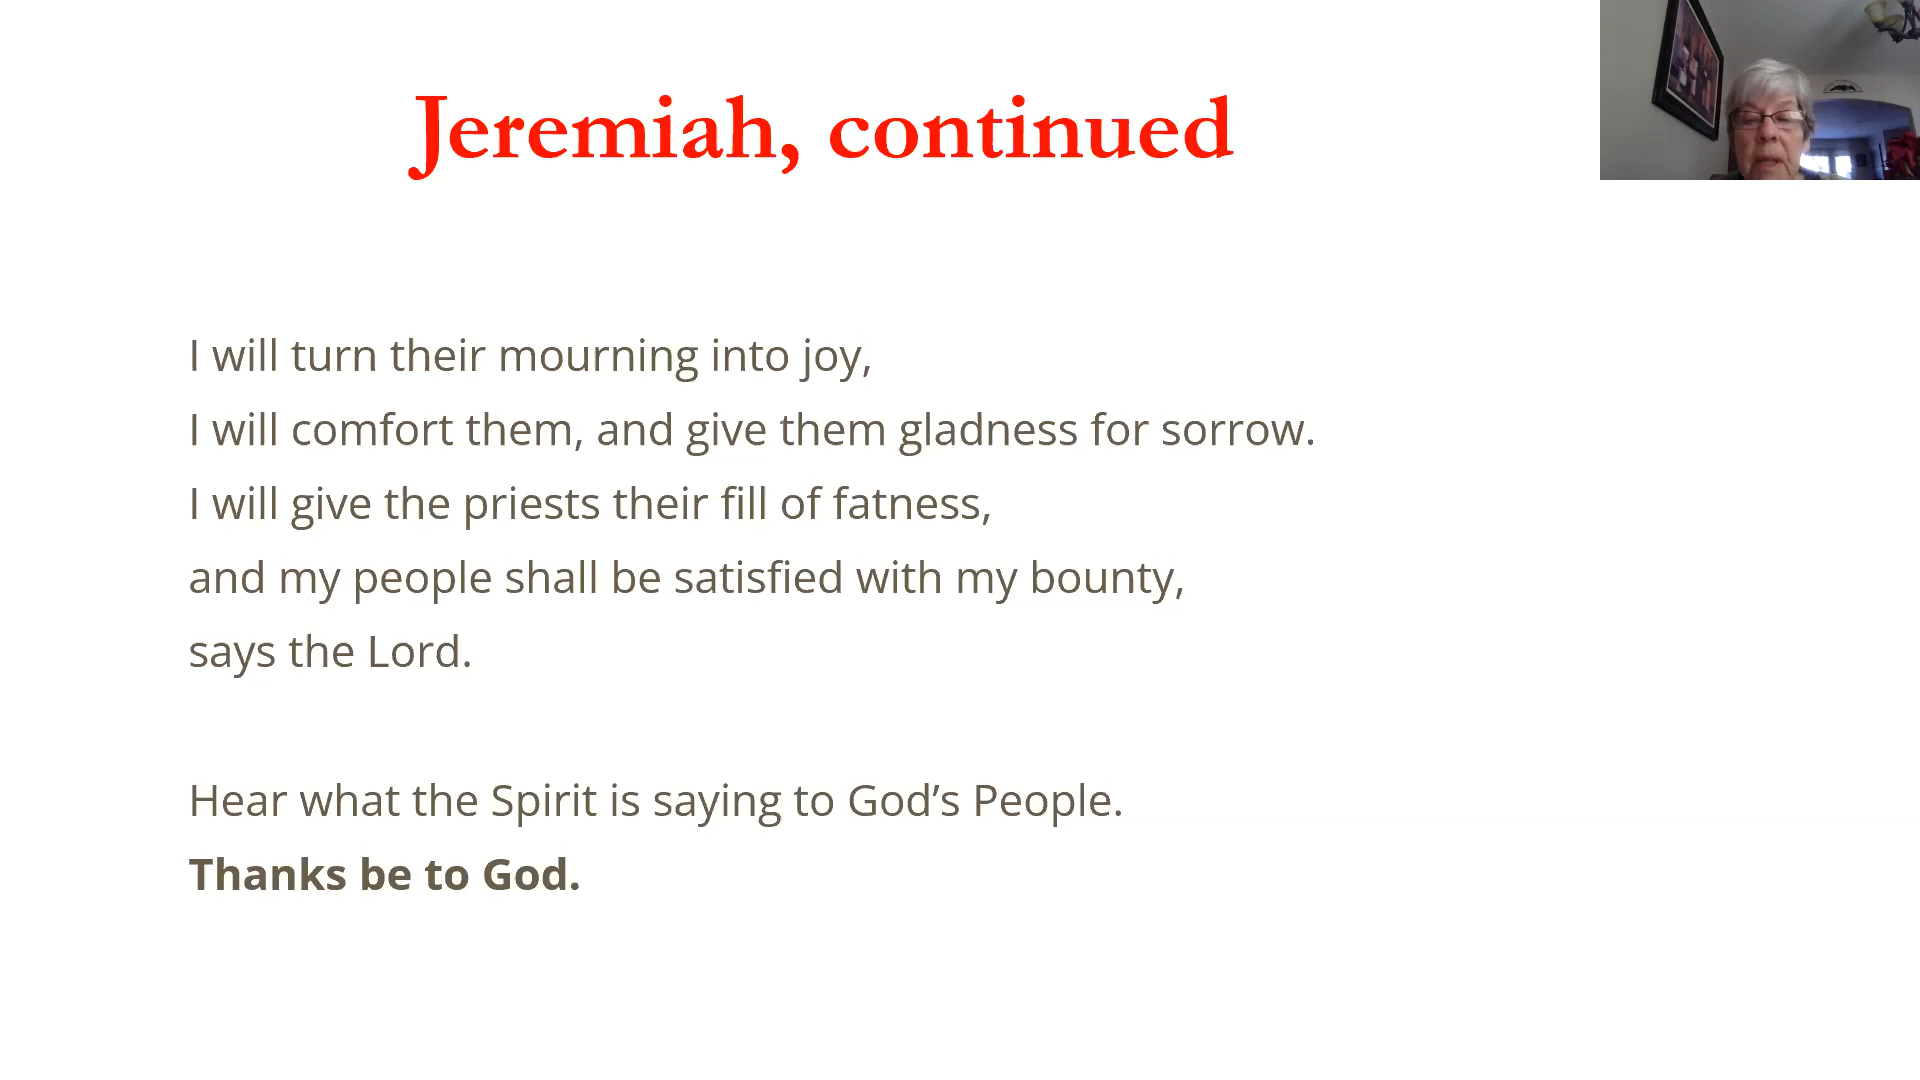 Jeremiah, continued
I will turn their mourning into joy,
I will comfort them, and give them gladness for sorrow.
I will give the priests their fill of fatness,
and my people shall be satisfied with my bounty,
says the Lord.
Hear what the Spirit is saying to God’s People.
Thanks be to God.